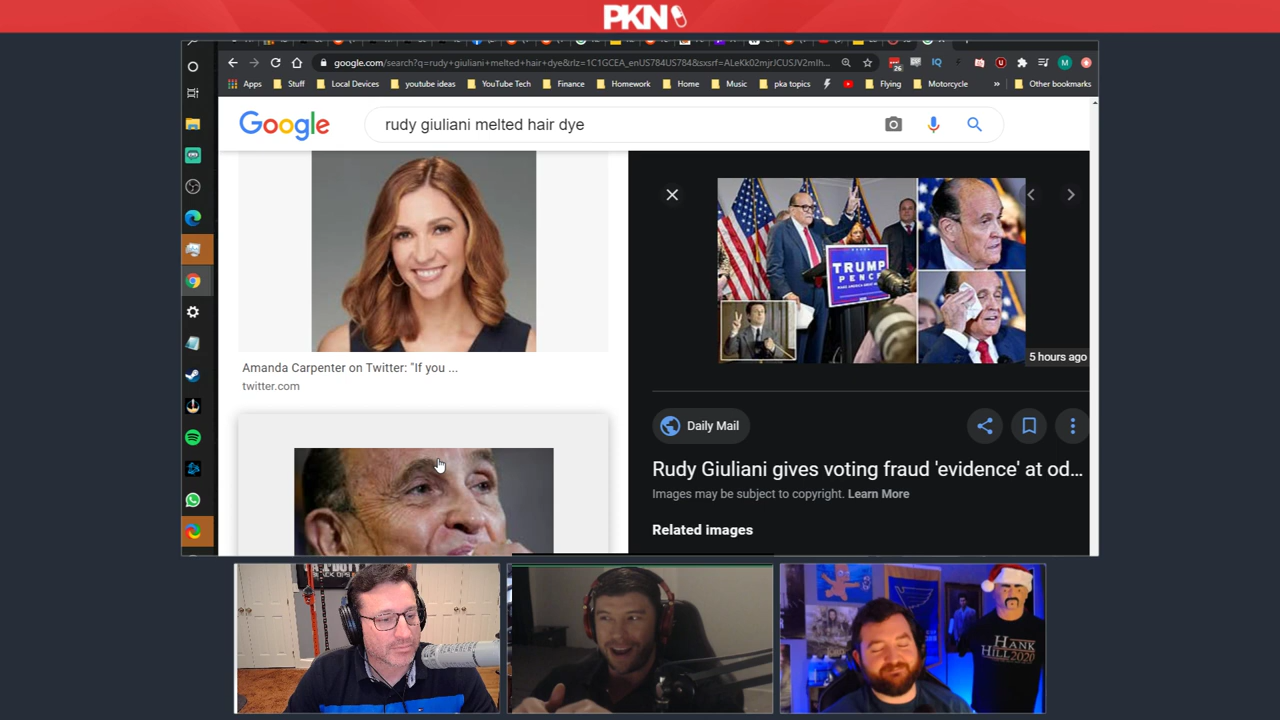 PKN
google.com/search?q=rudy+giuliani+melted+hair+dye&rlz=1C1GCEA_enUS784US784&sxsrf=ALeKk02mjrJCUSJV2mIh...
26
IQ
M
Apps
Stuff
Local Devices
youtube ideas
YouTube Tech
Finance
Homework
Home
Music
pka topics
Flying
Motorcycle
»
Other bookmarks
Google
rudy giuliani melted hair dye
TRUMP
PENCE
5 hours ago
Amanda Carpenter on Twitter: "If you ...
twitter.com
Daily Mail
Rudy Giuliani gives voting fraud 'evidence' at od...
Images may be subject to copyright. Learn More
Related images
HANK
HILL 2020